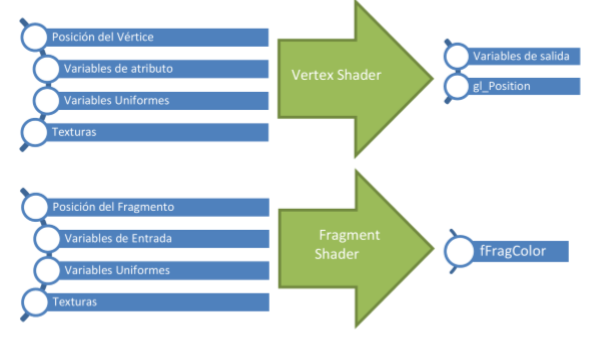 Posición del Vértice
Variables de atributo
Variables Uniformes
Texturas
Vertex Shader
Variables de salida
gl_Position
Posición del Fragmento
Variables de Entrada
Variables Uniformes
Texturas
Fragment
Shader
fFragColor